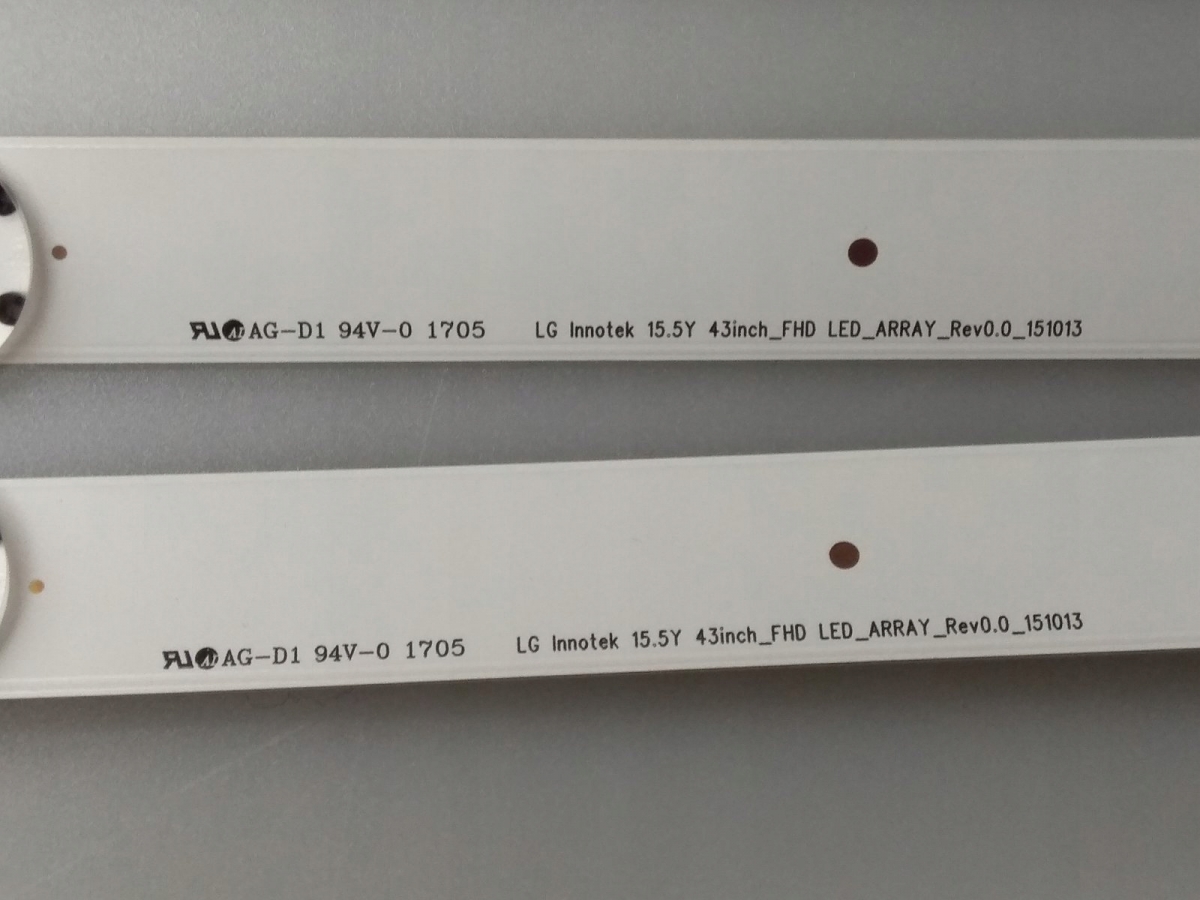 AG-D1 94V-0 1705 LG Innotek 15.5Y 43inch_FHD LED_ARRAY_Rev0.0_151013
AG-D1 94V-0 1705 LG Innotek 15.5Y 43inch_FHD LED_ARRAY_Rev0.0_151013